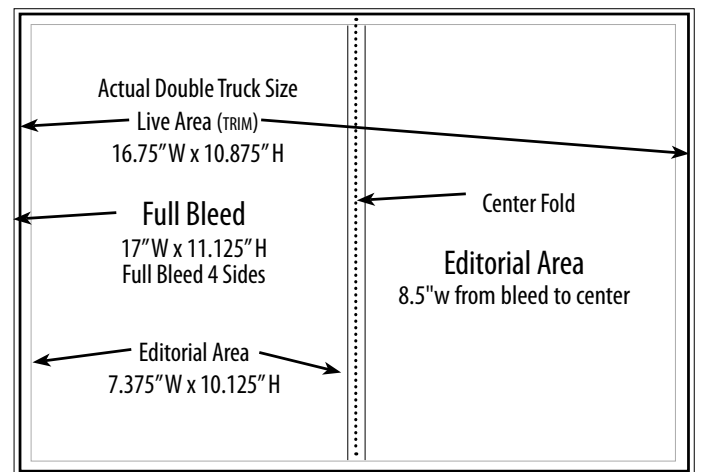 Actual Double Truck Size
Live Area (TRIM)
16.75”W x 10.875”H
Full Bleed
17”W x 11.125”H
Full Bleed 4 Sides
Editorial Area
7.375”W x 10.125”H
Center Fold
Editorial Area
8.5"w from bleed to center